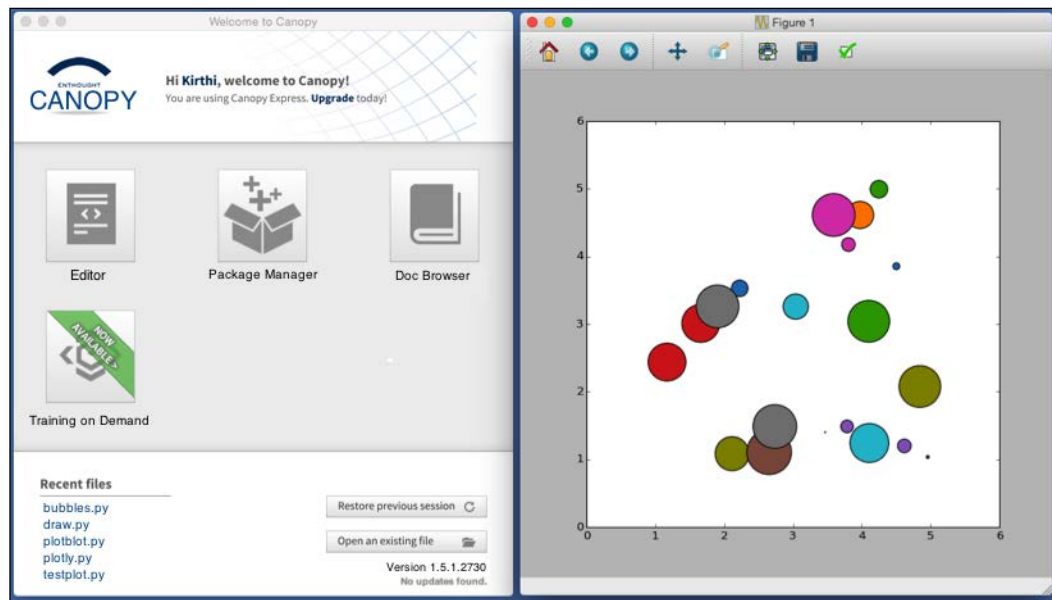 Welcome to Canopy
ENTHOUGHT
CANOPY
Hi Kirthi, welcome to Canopy!
You are using Canopy Express. Upgrade today!
Editor
Package Manager
Doc Browser
NOW
AVAILABLE >
Training on Demand
Recent files
bubbles.py
draw.py
plotblot.py
plotly.py
testplot.py
Restore previous session
Open an existing file
Version 1.5.1.2730
No updates found.
Figure 1
6
5
4
3
2
1
0
0 1 2 3 4 5 6